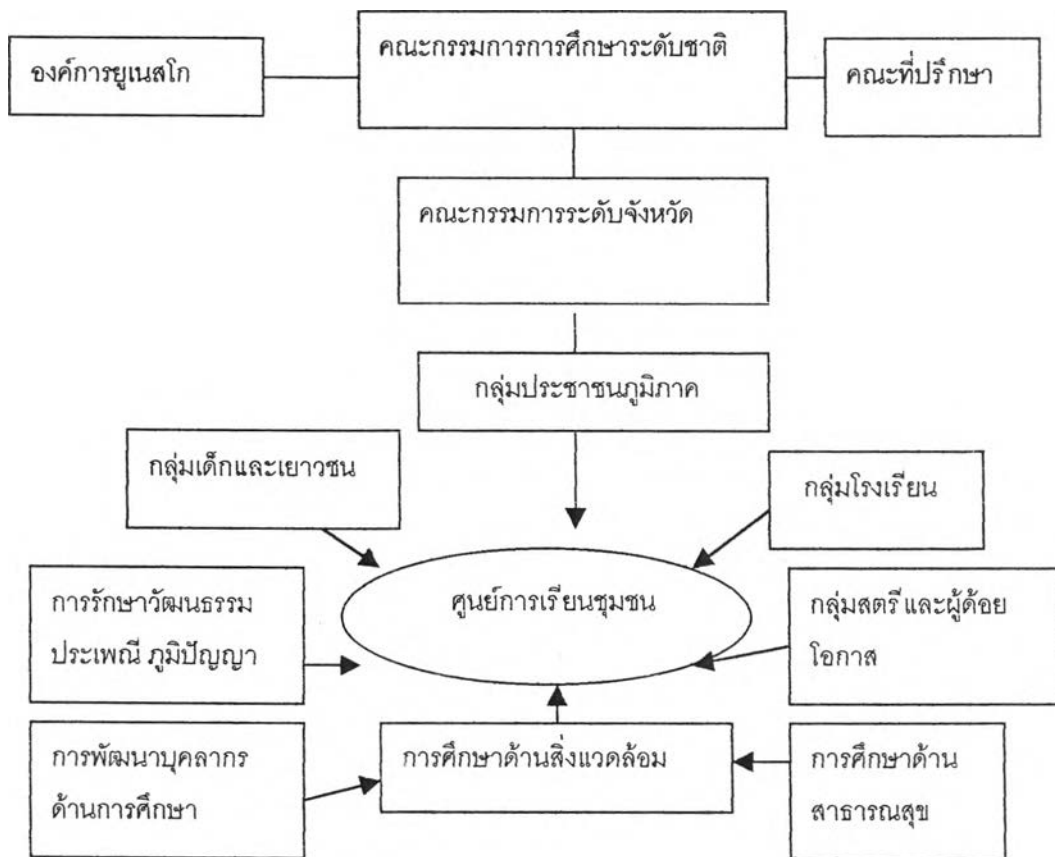 องค์การยูเนสโก
คณะกรรมการการศึกษาระดับชาติ
คณะที่ปรึกษา
คณะกรรมการระดับจังหวัด
กลุ่มประชาชนภูมิภาค
กลุ่มเด็กและเยาวชน
กลุ่มโรงเรียน
ศูนย์การเรียนชุมชน
การรักษาวัฒนธรรม
ประเพณี ภูมิปัญญา
กลุ่มสตรี และผู้ด้อย
โอกาส
การพัฒนาบุคลากร
ด้านการศึกษา
การศึกษาด้านสิ่งแวดล้อม
การศึกษาด้าน
สาธารณสุข